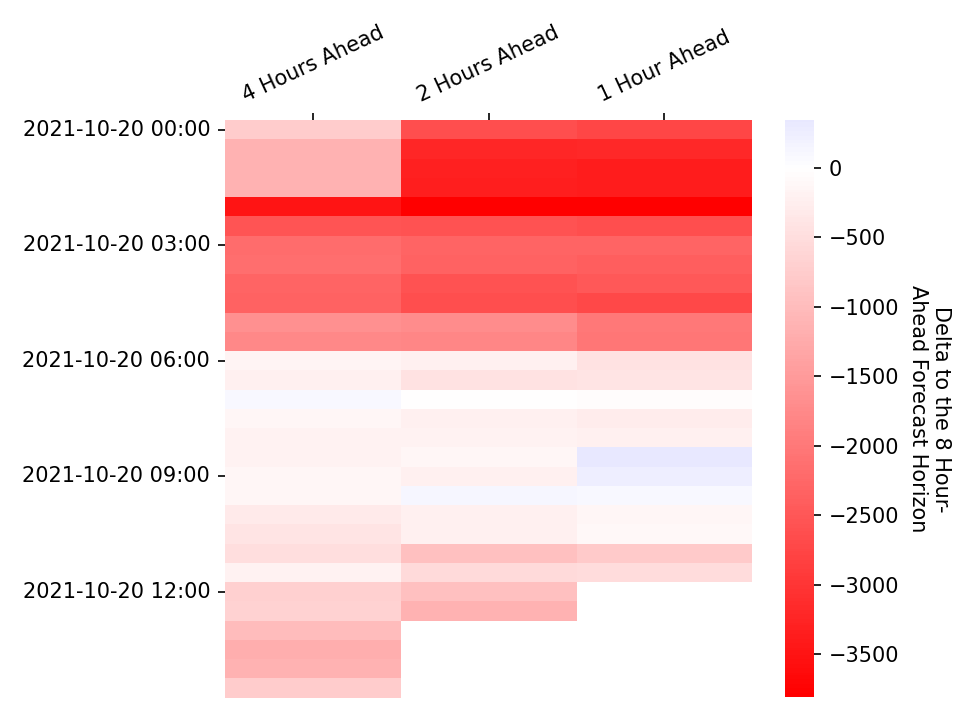 4 Hours Ahead
2 Hours Ahead
1 Hour Ahead
2021-10-20 00:00
2021-10-20 03:00
2021-10-20 06:00
2021-10-20 09:00
2021-10-20 12:00
0
−500
−1000
−1500
−2000
−2500
−3000
−3500
Delta to the 8 Hour-
Ahead Forecast Horizon